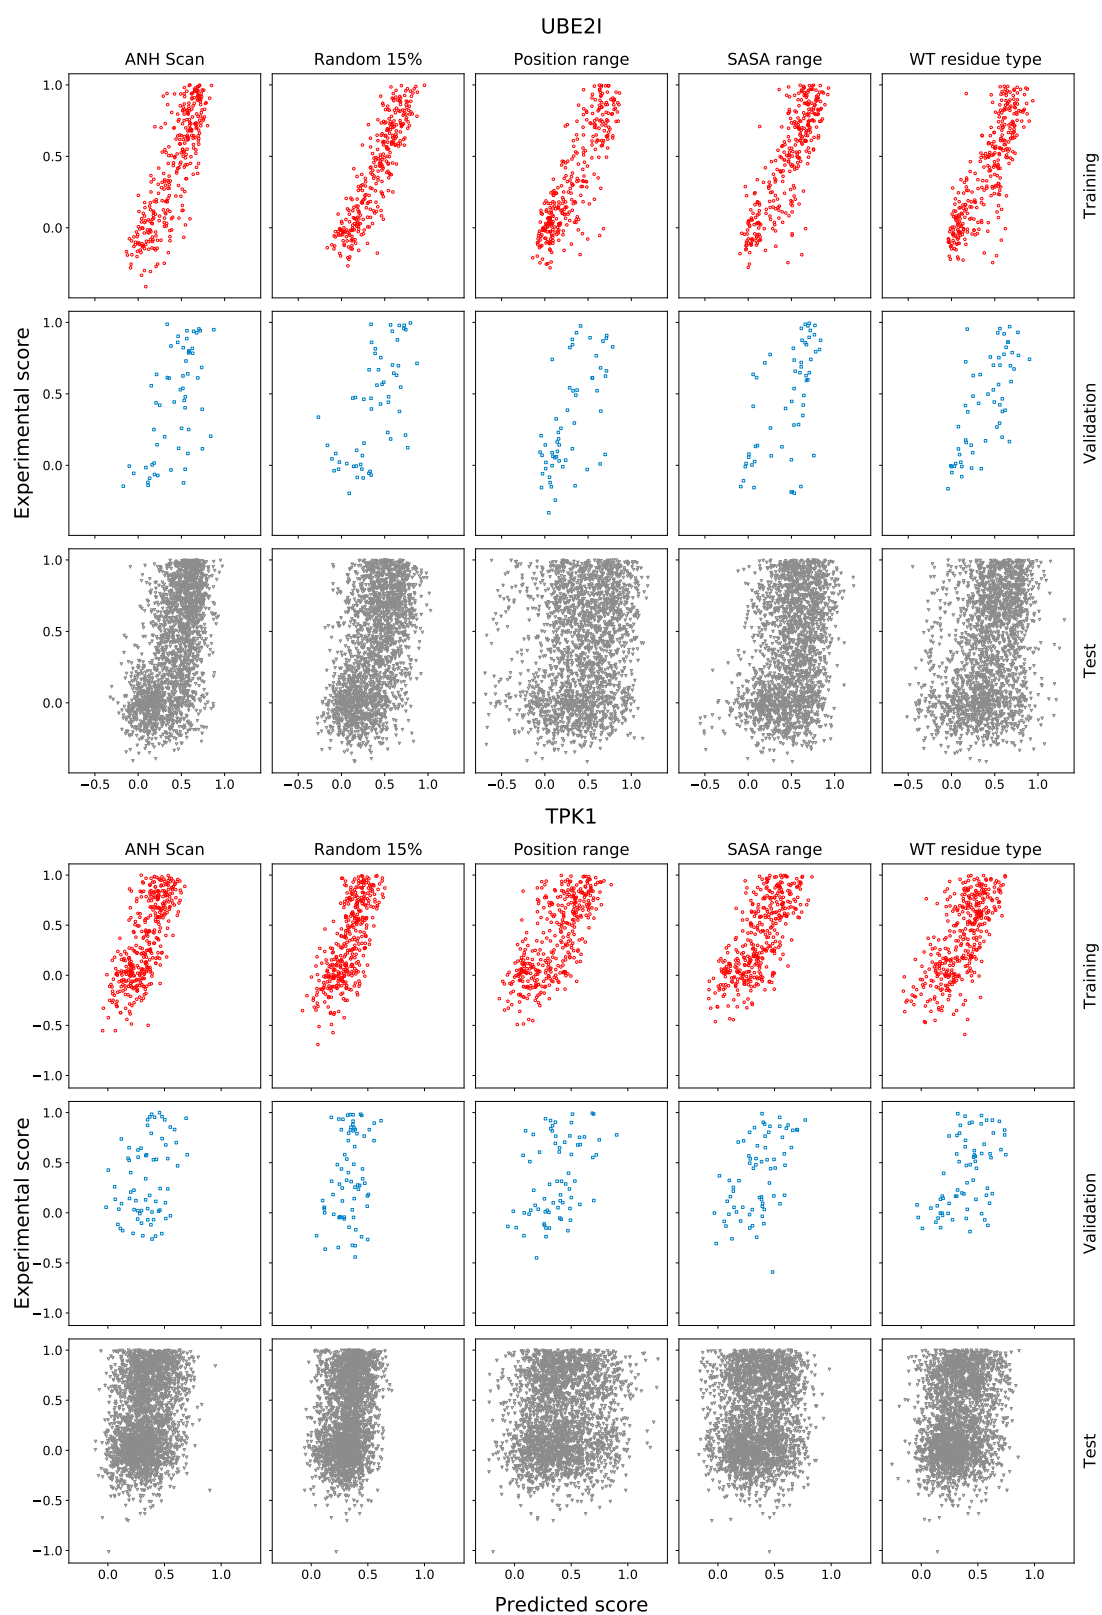 UBE2I
ANH Scan Random 15% Position range SASA range WT residue type
1.0
0.5
0.0
Training
1.0
0.5
0.0
Validation
Experimental score
1.0
0.5
0.0
Test
−0.5 0.0 0.5 1.0 −0.5 0.0 0.5 1.0 −0.5 0.0 0.5 1.0 −0.5 0.0 0.5 1.0 −0.5 0.0 0.5 1.0
TPK1
ANH Scan Random 15% Position range SASA range WT residue type
1.0
0.5
0.0
−0.5
−1.0
Training
1.0
0.5
0.0
−0.5
−1.0
Validation
Experimental score
1.0
0.5
0.0
−0.5
−1.0
Test
0.0 0.5 1.0 0.0 0.5 1.0 0.0 0.5 1.0 0.0 0.5 1.0 0.0 0.5 1.0
Predicted score